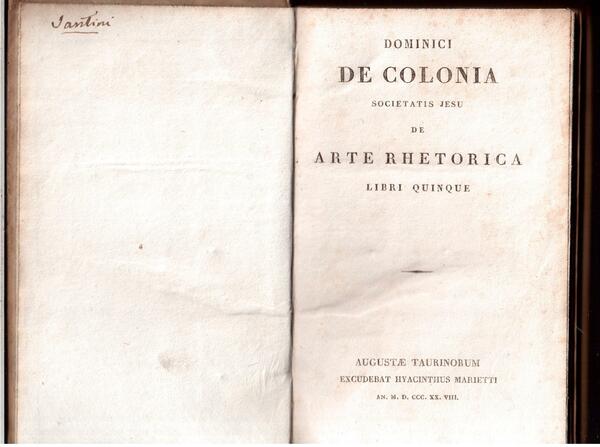 Santini
DOMINICI
DE COLONIA
SOCIETATIS JESU
DE
ARTE RHETORICA
LIBRI QUINQUE
AUGUSTÆ TAURINORUM
EXCUDEBAT HYACINTHUS MARIETTI
AN. M. D. CCC. XX. VIII.